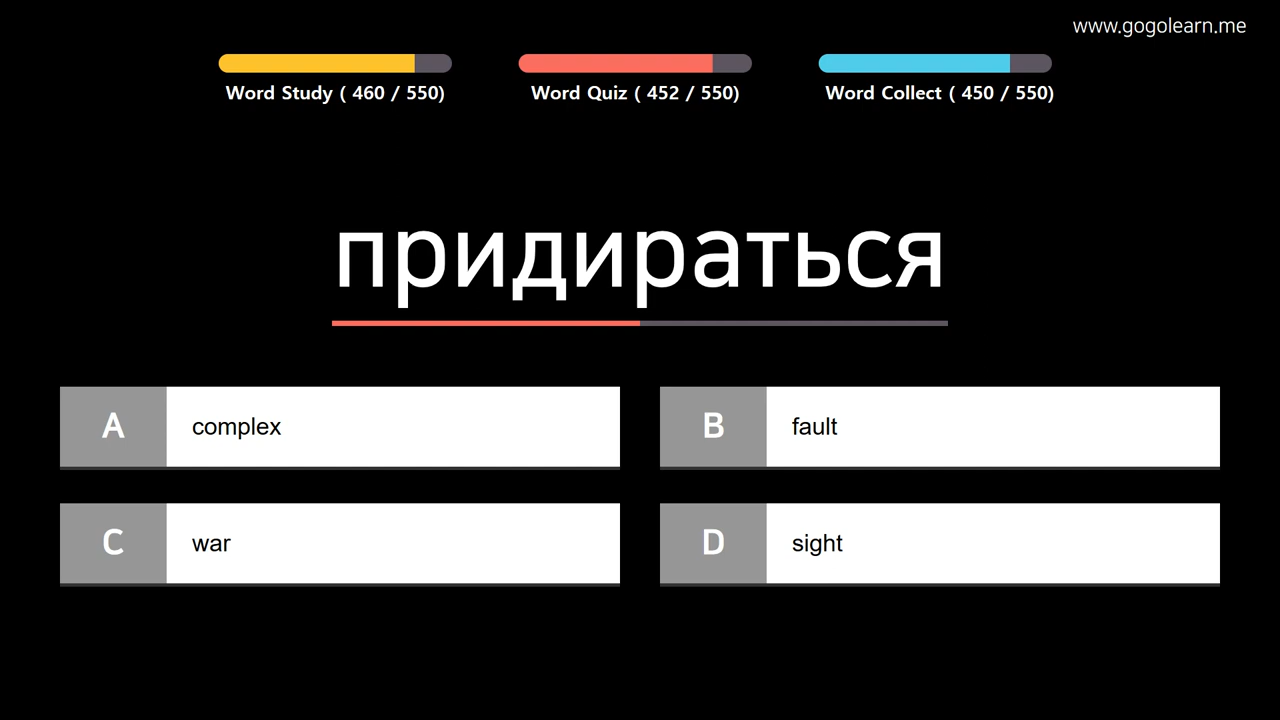 www.gogolearn.me
Word Study ( 460 / 550)
Word Quiz ( 452 / 550)
Word Collect ( 450 / 550)
придираться
A complex
B fault
C war
D sight